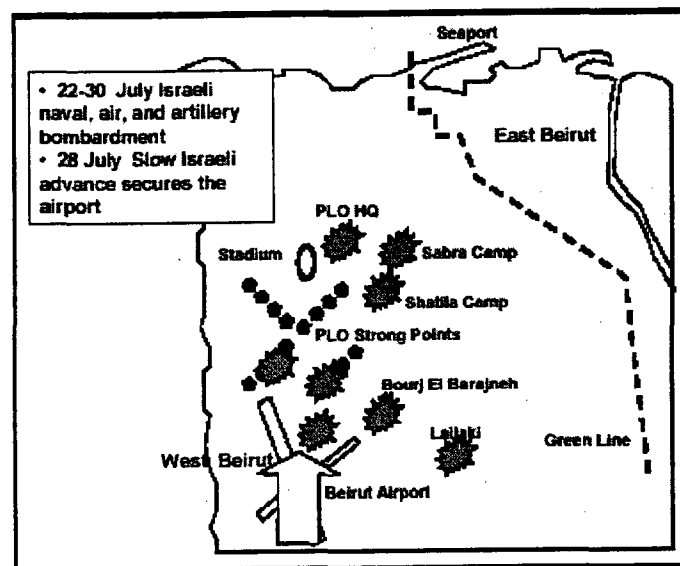 Seaport
• 22-30 July Israeli
naval, air, and artillery
bombardment
• 28 July Slow Israeli
advance secures the
airport
East Beirut
PLO HQ
Stadium
Sabra Camp
Shatila Camp
PLO Strong Points
Bourj El Barajneh
Lailaki
Green Line
West Beirut
Beirut Airport